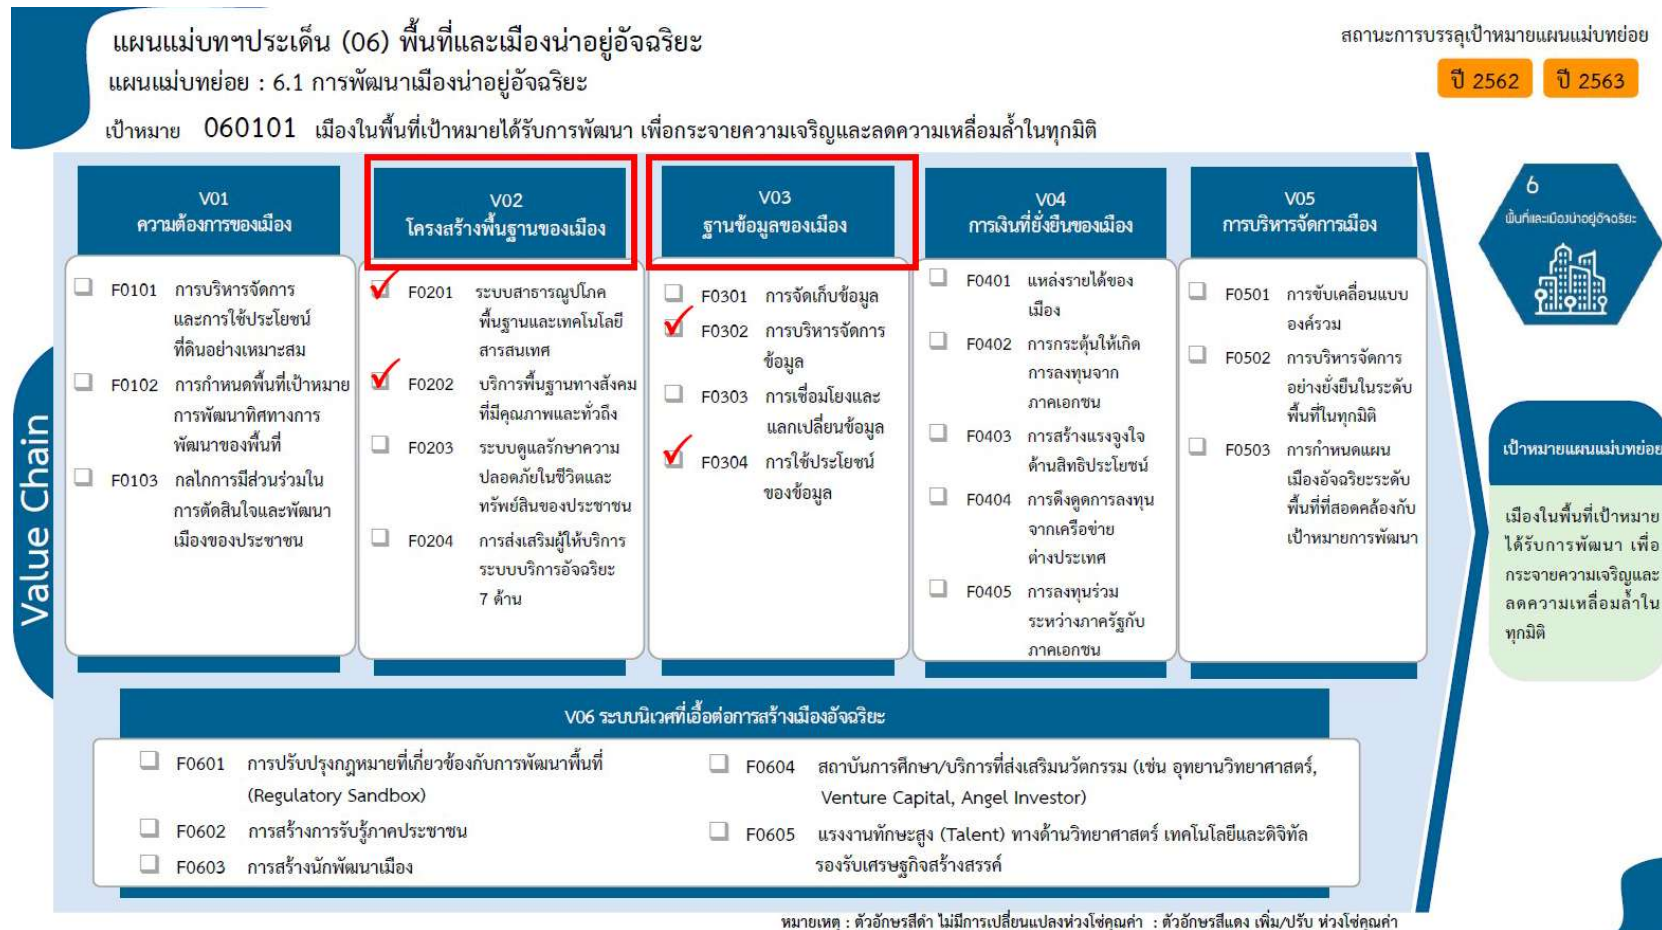 แผนแม่บทฯประเด็น (06) พื้นที่และเมืองน่าอยู่อัจฉริยะ
แผนแม่บทย่อย : 6.1 การพัฒนาเมืองน่าอยู่อัจฉริยะ
เป้าหมาย 060101 เมืองในพื้นที่เป้าหมายได้รับการพัฒนา เพื่อกระจายความเจริญและลดความเหลื่อมล้ำในทุกมิติ
สถานะการบรรลุเป้าหมายแผนแม่บทย่อย
ปี 2562 ปี 2563
Value Chain
V01
ความต้องการของเมือง
F0101 การบริหารจัดการ
และการใช้ประโยชน์
ที่ดินอย่างเหมาะสม
F0102 การกำหนดพื้นที่เป้าหมาย
การพัฒนาทิศทางการ
พัฒนาของพื้นที่
F0103 กลไกการมีส่วนร่วมใน
การตัดสินใจและพัฒนา
เมืองของประชาชน
V02
โครงสร้างพื้นฐานของเมือง
F0201 ระบบสาธารณูปโภค
พื้นฐานและเทคโนโลยี
สารสนเทศ
F0202 บริการพื้นฐานทางสังคม
ที่มีคุณภาพและทั่วถึง
F0203 ระบบดูแลรักษาความ
ปลอดภัยในชีวิตและ
ทรัพย์สินของประชาชน
F0204 การส่งเสริมผู้ให้บริการ
ระบบบริการอัจฉริยะ
7 ด้าน
V03
ฐานข้อมูลของเมือง
F0301 การจัดเก็บข้อมูล
F0302 การบริหารจัดการ
ข้อมูล
F0303 การเชื่อมโยงและ
แลกเปลี่ยนข้อมูล
F0304 การใช้ประโยชน์
ของข้อมูล
V04
การเงินที่ยั่งยืนของเมือง
F0401 แหล่งรายได้ของ
เมือง
F0402 การกระตุ้นให้เกิด
การลงทุนจาก
ภาคเอกชน
F0403 การสร้างแรงจูงใจ
ด้านสิทธิประโยชน์
F0404 การดึงดูดการลงทุน
จากเครือข่าย
ต่างประเทศ
F0405 การลงทุนร่วม
ระหว่างภาครัฐกับ
ภาคเอกชน
V05
การบริหารจัดการเมือง
F0501 การขับเคลื่อนแบบ
องค์รวม
F0502 การบริหารจัดการ
อย่างยั่งยืนในระดับ
พื้นที่ในทุกมิติ
F0503 การกำหนดแผน
เมืองอัจฉริยะระดับ
พื้นที่ที่สอดคล้องกับ
เป้าหมายการพัฒนา
6
พื้นที่และเมืองน่าอยู่อัจฉริยะ
เป้าหมายแผนแม่บทย่อย
เมืองในพื้นที่เป้าหมาย
ได้รับการพัฒนา เพื่อ
กระจายความเจริญและ
ลดความเหลื่อมล้ำใน
ทุกมิติ
V06 ระบบนิเวศที่เอื้อต่อการสร้างเมืองอัจฉริยะ
F0601 การปรับปรุงกฎหมายที่เกี่ยวข้องกับการพัฒนาพื้นที่
(Regulatory Sandbox)
F0602 การสร้างการรับรู้ภาคประชาชน
F0603 การสร้างนักพัฒนาเมือง
F0604 สถาบันการศึกษา/บริการที่ส่งเสริมนวัตกรรม (เช่น อุทยานวิทยาศาสตร์,
Venture Capital, Angel Investor)
F0605 แรงงานทักษะสูง (Talent) ทางด้านวิทยาศาสตร์ เทคโนโลยีและดิจิทัล
รองรับเศรษฐกิจสร้างสรรค์
หมายเหตุ : ตัวอักษรสีดำ ไม่มีการเปลี่ยนแปลงห่วงโซ่คุณค่า : ตัวอักษรสีแดง เพิ่ม/ปรับ ห่วงโซ่คุณค่า